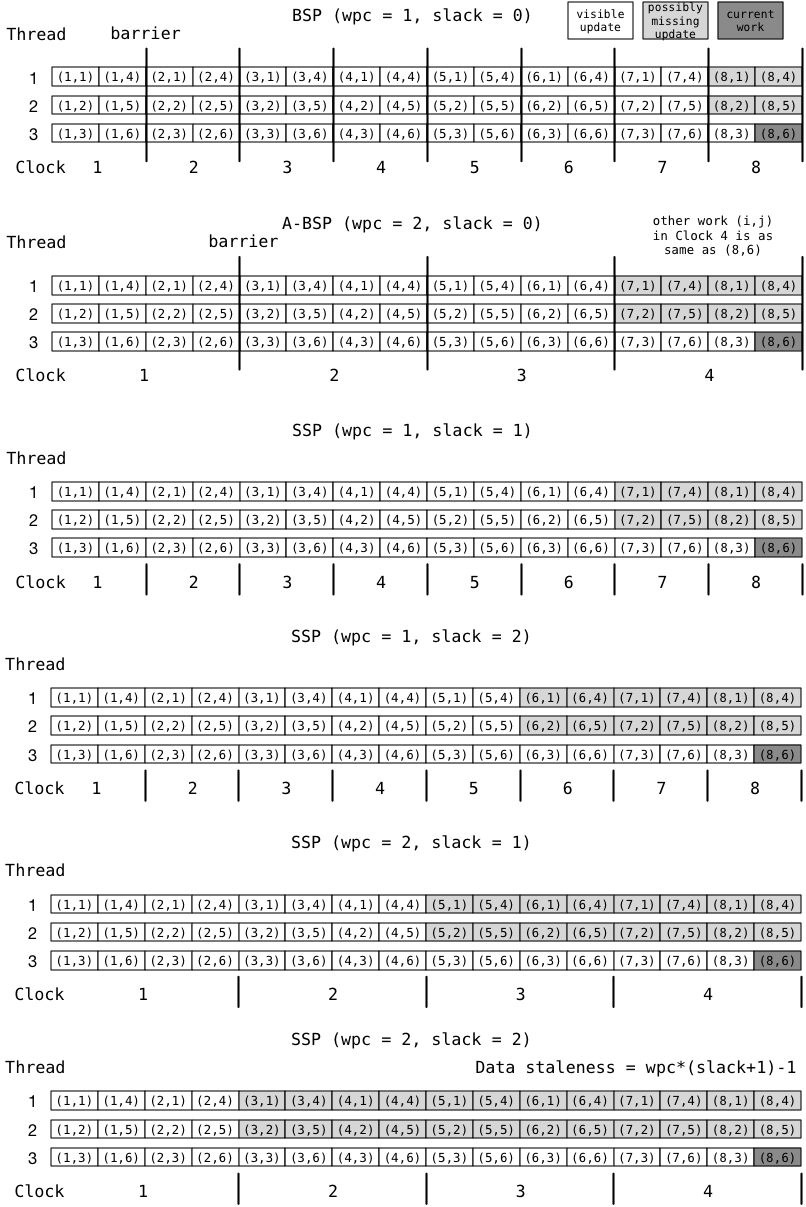 BSP (wpc = 1, slack = 0)
visible
update
possibly
missing
update
current
work
Thread barrier
1 (1,1) (1,4) (2,1) (2,4) (3,1) (3,4) (4,1) (4,4) (5,1) (5,4) (6,1) (6,4) (7,1) (7,4) (8,1) (8,4)
2 (1,2) (1,5) (2,2) (2,5) (3,2) (3,5) (4,2) (4,5) (5,2) (5,5) (6,2) (6,5) (7,2) (7,5) (8,2) (8,5)
3 (1,3) (1,6) (2,3) (2,6) (3,3) (3,6) (4,3) (4,6) (5,3) (5,6) (6,3) (6,6) (7,3) (7,6) (8,3) (8,6)
Clock 1 2 3 4 5 6 7 8
A-BSP (wpc = 2, slack = 0)
other work (i,j)
in Clock 4 is as
same as (8,6)
Thread barrier
1 (1,1) (1,4) (2,1) (2,4) (3,1) (3,4) (4,1) (4,4) (5,1) (5,4) (6,1) (6,4) (7,1) (7,4) (8,1) (8,4)
2 (1,2) (1,5) (2,2) (2,5) (3,2) (3,5) (4,2) (4,5) (5,2) (5,5) (6,2) (6,5) (7,2) (7,5) (8,2) (8,5)
3 (1,3) (1,6) (2,3) (2,6) (3,3) (3,6) (4,3) (4,6) (5,3) (5,6) (6,3) (6,6) (7,3) (7,6) (8,3) (8,6)
Clock 1 2 3 4
SSP (wpc = 1, slack = 1)
Thread
1 (1,1) (1,4) (2,1) (2,4) (3,1) (3,4) (4,1) (4,4) (5,1) (5,4) (6,1) (6,4) (7,1) (7,4) (8,1) (8,4)
2 (1,2) (1,5) (2,2) (2,5) (3,2) (3,5) (4,2) (4,5) (5,2) (5,5) (6,2) (6,5) (7,2) (7,5) (8,2) (8,5)
3 (1,3) (1,6) (2,3) (2,6) (3,3) (3,6) (4,3) (4,6) (5,3) (5,6) (6,3) (6,6) (7,3) (7,6) (8,3) (8,6)
Clock 1 2 3 4 5 6 7 8
SSP (wpc = 1, slack = 2)
Thread
1 (1,1) (1,4) (2,1) (2,4) (3,1) (3,4) (4,1) (4,4) (5,1) (5,4) (6,1) (6,4) (7,1) (7,4) (8,1) (8,4)
2 (1,2) (1,5) (2,2) (2,5) (3,2) (3,5) (4,2) (4,5) (5,2) (5,5) (6,2) (6,5) (7,2) (7,5) (8,2) (8,5)
3 (1,3) (1,6) (2,3) (2,6) (3,3) (3,6) (4,3) (4,6) (5,3) (5,6) (6,3) (6,6) (7,3) (7,6) (8,3) (8,6)
Clock 1 2 3 4 5 6 7 8
SSP (wpc = 2, slack = 1)
Thread
1 (1,1) (1,4) (2,1) (2,4) (3,1) (3,4) (4,1) (4,4) (5,1) (5,4) (6,1) (6,4) (7,1) (7,4) (8,1) (8,4)
2 (1,2) (1,5) (2,2) (2,5) (3,2) (3,5) (4,2) (4,5) (5,2) (5,5) (6,2) (6,5) (7,2) (7,5) (8,2) (8,5)
3 (1,3) (1,6) (2,3) (2,6) (3,3) (3,6) (4,3) (4,6) (5,3) (5,6) (6,3) (6,6) (7,3) (7,6) (8,3) (8,6)
Clock 1 2 3 4
SSP (wpc = 2, slack = 2)
Thread Data staleness = wpc*(slack+1)-1
1 (1,1) (1,4) (2,1) (2,4) (3,1) (3,4) (4,1) (4,4) (5,1) (5,4) (6,1) (6,4) (7,1) (7,4) (8,1) (8,4)
2 (1,2) (1,5) (2,2) (2,5) (3,2) (3,5) (4,2) (4,5) (5,2) (5,5) (6,2) (6,5) (7,2) (7,5) (8,2) (8,5)
3 (1,3) (1,6) (2,3) (2,6) (3,3) (3,6) (4,3) (4,6) (5,3) (5,6) (6,3) (6,6) (7,3) (7,6) (8,3) (8,6)
Clock 1 2 3 4